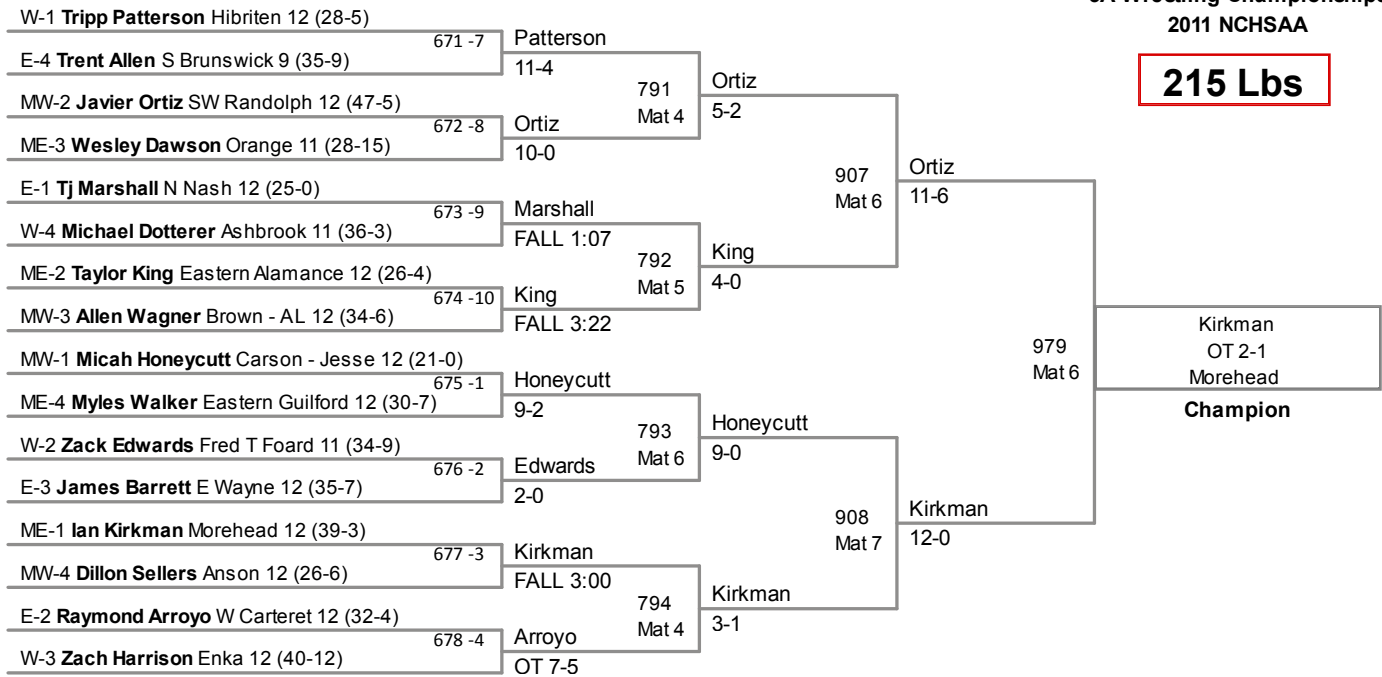 2011 NCHSAA
215 Lbs
W-1 Tripp Patterson Hibriten 12 (28-5)
671 -7
E-4 Trent Allen S Brunswick 9 (35-9)
Patterson
11-4
MW-2 Javier Ortiz SW Randolph 12 (47-5)
672 -8
ME-3 Wesley Dawson Orange 11 (28-15)
Ortiz
10-0
791
Mat 4
Ortiz
5-2
E-1 Tj Marshall N Nash 12 (25-0)
673 -9
W-4 Michael Dotterer Ashbrook 11 (36-3)
Marshall
FALL 1:07
ME-2 Taylor King Eastern Alamance 12 (26-4)
674 -10
MW-3 Allen Wagner Brown - AL 12 (34-6)
King
FALL 3:22
792
Mat 5
King
4-0
907
Mat 6
Ortiz
11-6
MW-1 Micah Honeycutt Carson - Jesse 12 (21-0)
675 -1
ME-4 Myles Walker Eastern Guilford 12 (30-7)
Honeycutt
9-2
W-2 Zack Edwards Fred T Foard 11 (34-9)
676 -2
E-3 James Barrett E Wayne 12 (35-7)
Edwards
2-0
793
Mat 6
Honeycutt
9-0
ME-1 Ian Kirkman Morehead 12 (39-3)
677 -3
MW-4 Dillon Sellers Anson 12 (26-6)
Kirkman
FALL 3:00
E-2 Raymond Arroyo W Carteret 12 (32-4)
678 -4
W-3 Zach Harrison Enka 12 (40-12)
Arroyo
OT 7-5
794
Mat 4
Kirkman
3-1
908
Mat 7
Kirkman
12-0
979
Mat 6
Kirkman
OT 2-1
Morehead
Champion